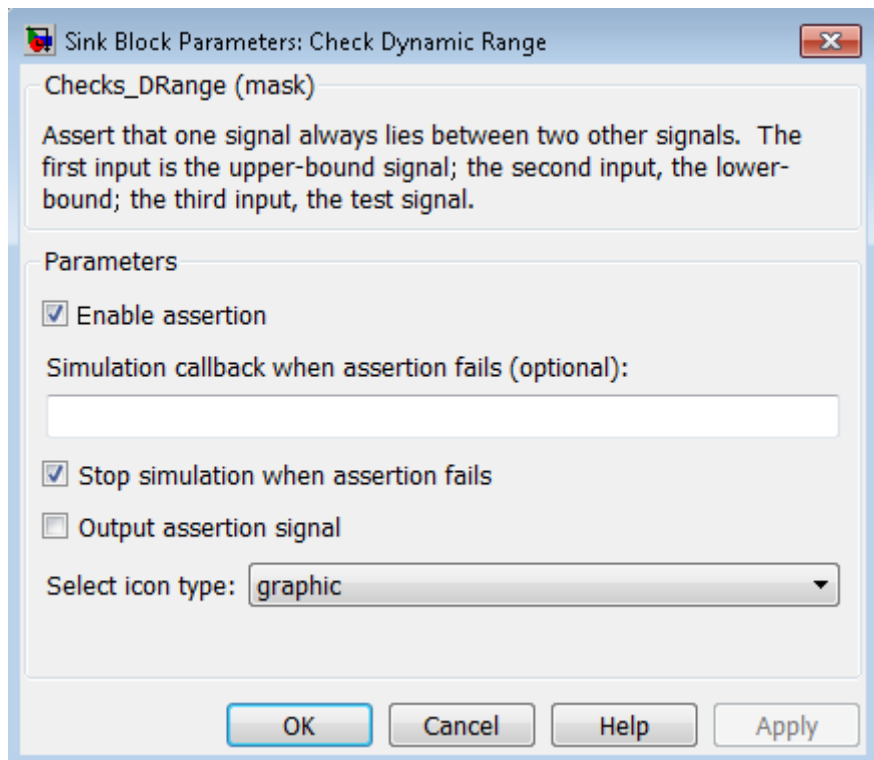 Sink Block Parameters: Check Dynamic Range
Checks_DRange (mask)
Assert that one signal always lies between two other signals.  The
first input is the upper-bound signal; the second input, the lower-
bound; the third input, the test signal.
Parameters
Enable assertion
Simulation callback when assertion fails (optional):
Stop simulation when assertion fails
Output assertion signal
Select icon type: graphic
OK Cancel Help Apply